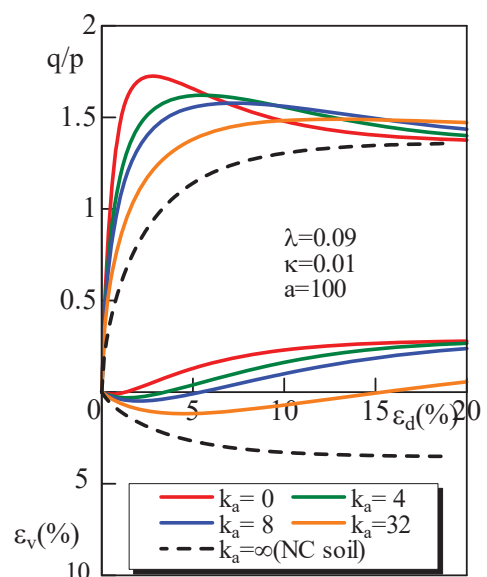 2
q/p
1.5
1
λ=0.09
κ=0.01
a=100
0.5
0 5 10 15 20
ε_d(%)
5
k_a= 0 k_a= 4
k_a= 8 k_a=32
ε_v(%)
k_a=∞(NC soil)
10